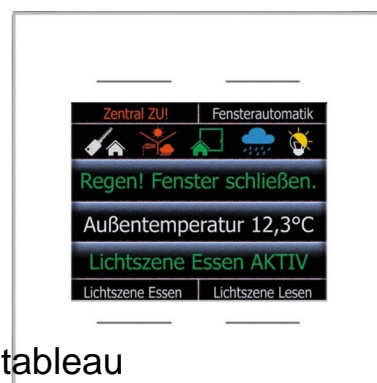 Zentral ZU! Fensterautomatik
Regen! Fenster schließen.
Außentemperatur 12,3°C
Lichtszene Essen AKTIV
Lichtszene Essen Lichtszene Lesen
tableau